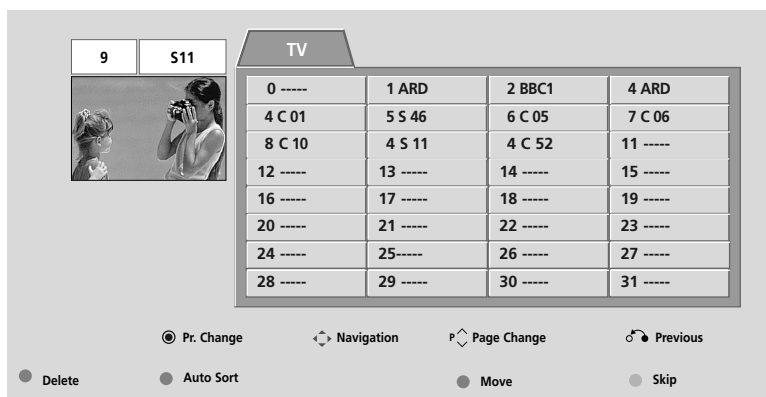 9 S11
TV
0 ----- 1 ARD 2 BBC1 4 ARD
4 C 01 5 S 46 6 C 05 7 C 06
8 C 10 4 S 11 4 C 52 11 -----
12 ----- 13 ----- 14 ----- 15 -----
16 ----- 17 ----- 18 ----- 19 -----
20 ----- 21 ----- 22 ----- 23 -----
24 ----- 25----- 26 ----- 27 -----
28 ----- 29 ----- 30 ----- 31 -----
Pr. Change Navigation P Page Change Previous
Delete Auto Sort Move Skip